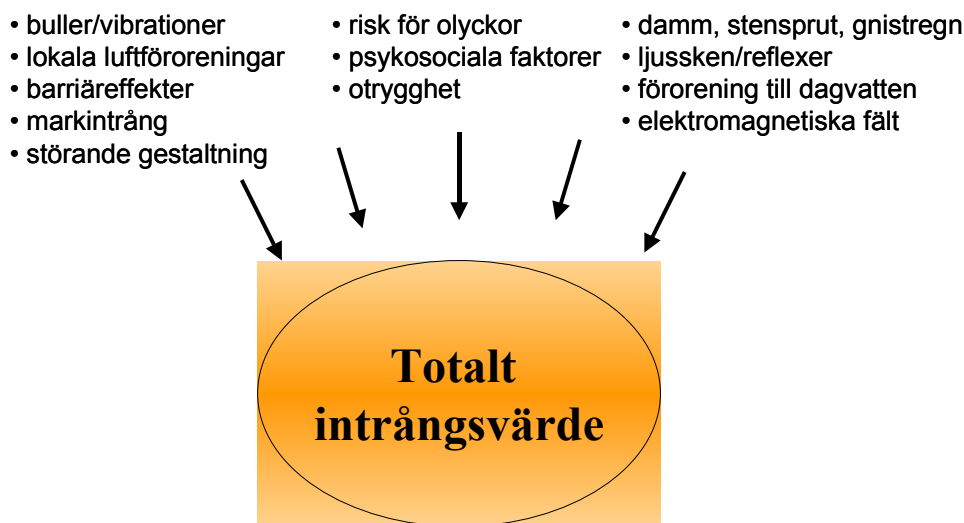 • buller/vibrationer
• lokala luftföroreningar
• barriäreffekter
• markintrång
• störande gestaltning
• risk för olyckor
• psykosociala faktorer
• otrygghet
• damm, stensprut, gnistregn
• ljussken/reflexer
• förorening till dagvatten
• elektromagnetiska fält
Totalt
intrångsvärde